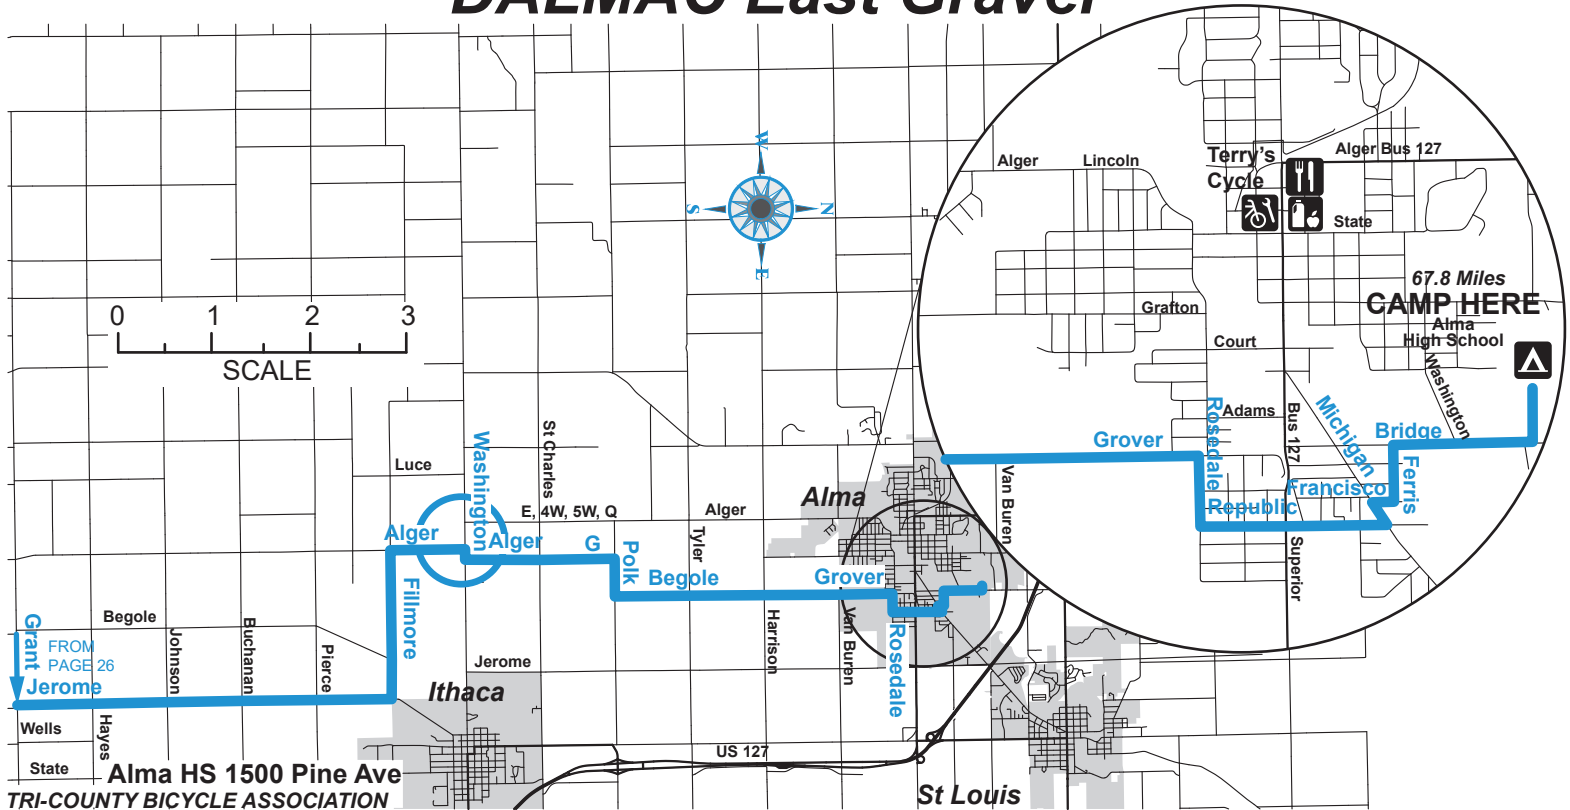 DALMAC East Gravel
W
S
N
E
0 1 2 3
SCALE
Alger
Lincoln
Terry's
Cycle
Alger Bus 127
State
67.8 Miles
CAMP HERE
Alma
High School
Grafton
Court
Adams
Rosedale
Bus 127
Michigan
Washington
Bridge
Grover
Ferris
Francisco
Republic
Superior
Luce
Washington
St Charles
E, 4W, 5W, Q
Alger
Alma
Van Buren
Alger
Alger
G
Polk
Tyler
Begole
Grover
Fillmore
Grant
FROM
PAGE 26
Begole
Johnson
Buchanan
Pierce
Harrison
Van Buren
Rosedale
Jerome
Jerome
Ithaca
Wells
Hayes
State
US 127
Alma HS 1500 Pine Ave
TRI-COUNTY BICYCLE ASSOCIATION
St Louis